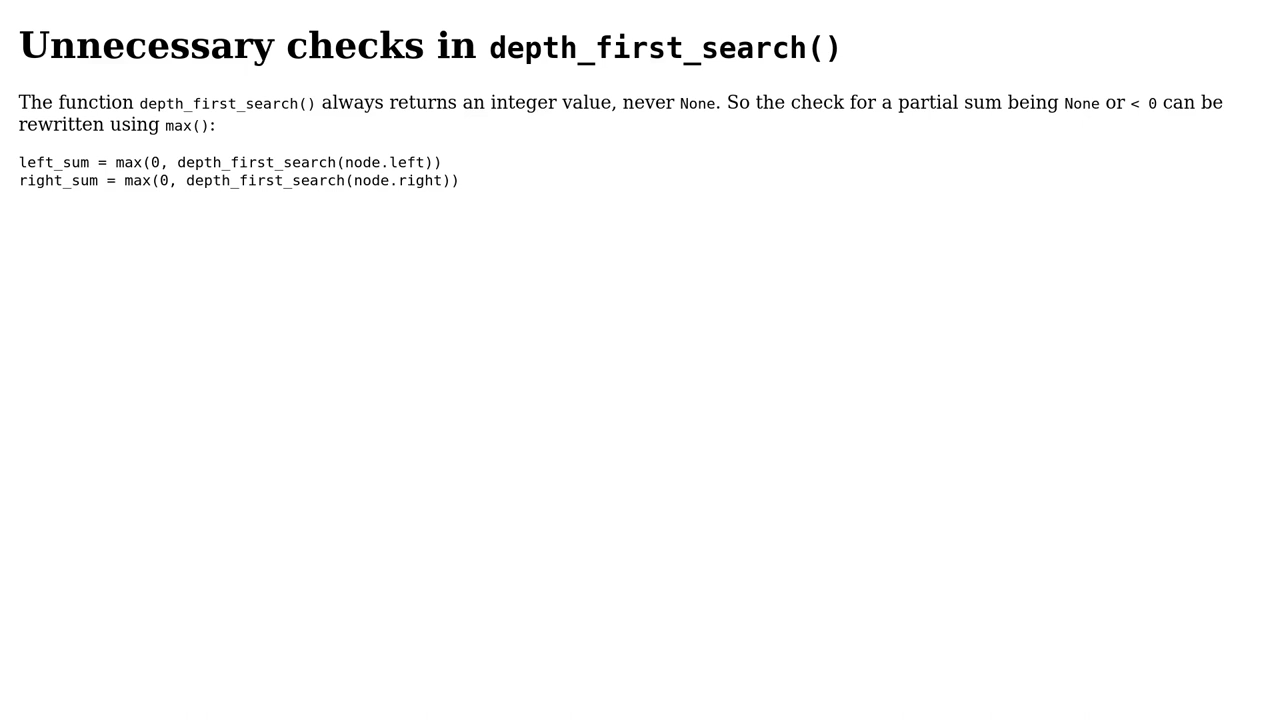 Unnecessary checks in depth_first_search()
The function depth_first_search() always returns an integer value, never None. So the check for a partial sum being None or < 0 can be
rewritten using max():
left_sum = max(0, depth_first_search(node.left))
right_sum = max(0, depth_first_search(node.right))